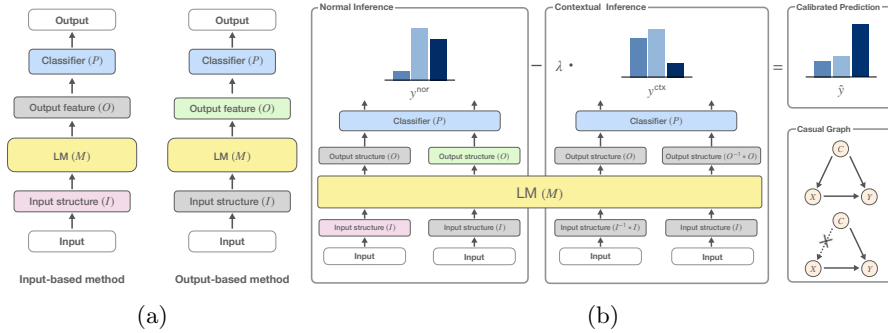 Output
Classifier (P)
Output feature (O)
LM (M)
Input structure (I)
Input
Input-based method
Output
Classifier (P)
Output feature (O)
LM (M)
Input structure (I)
Input
Output-based method
(a)
Normal Inference
y^nor
Classifier (P)
Output structure (O)
Output structure (O)
LM (M)
Input structure (I)
Input structure (I)
Input
Input
− λ •
Contextual Inference
y^ctx
Classifier (P)
Output structure (O)
Output structure (O⁻¹ ∘ O)
Input structure (I⁻¹ ∘ I)
Input structure (I)
Input
Input
=
Calibrated Prediction
ŷ
Casual Graph
C
X
Y
C
X
Y
(b)